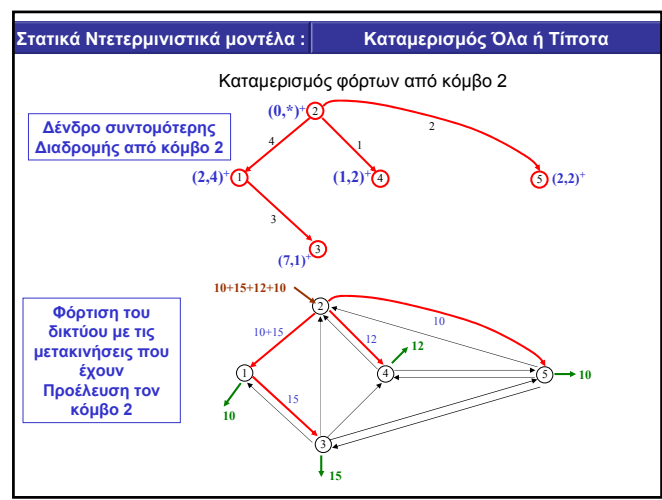 Στατικά Ντετερμινιστικά μοντέλα :
Καταμερισμός Όλα ή Τίποτα
Καταμερισμός φόρτων από κόμβο 2
Δένδρο συντομότερης
Διαδρομής από κόμβο 2
(0,*)+
2
4
1
2
(2,4)+
1
(1,2)+
4
5
(2,2)+
3
3
(7,1)+
Φόρτιση του
δικτύου με τις
μετακινήσεις που
έχουν
Προέλευση τον
κόμβο 2
10+15+12+10
2
10
10+15
12
12
1
4
5
10
10
15
3
15